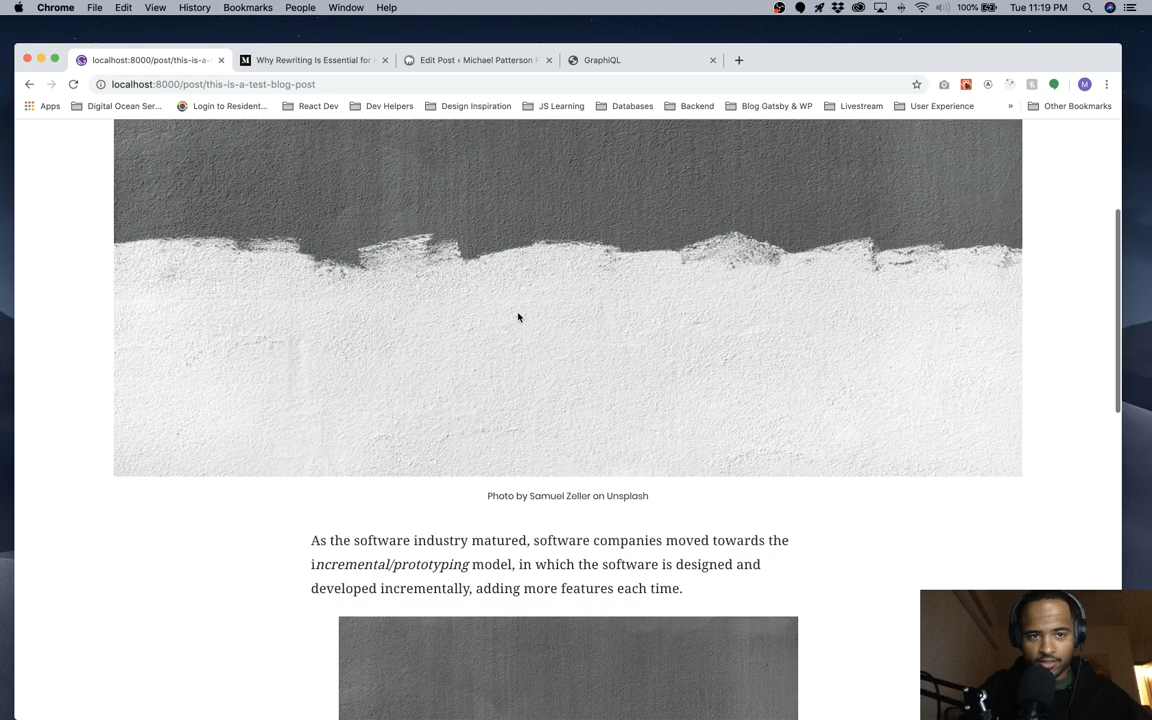 Chrome File Edit View History Bookmarks People Window Help 100% Tue 11:19 PM
localhost:8000/post/this-is-a- Why Rewriting Is Essential for Edit Post ‹ Michael Patterson P GraphiQL
localhost:8000/post/this-is-a-test-blog-post M
Apps Digital Ocean Ser... Login to Resident... React Dev Dev Helpers Design Inspiration JS Learning Databases Backend Blog Gatsby & WP Livestream User Experience » Other Bookmarks
Photo by Samuel Zeller on Unsplash
As the software industry matured, software companies moved towards the
incremental/prototyping model, in which the software is designed and
developed incrementally, adding more features each time.